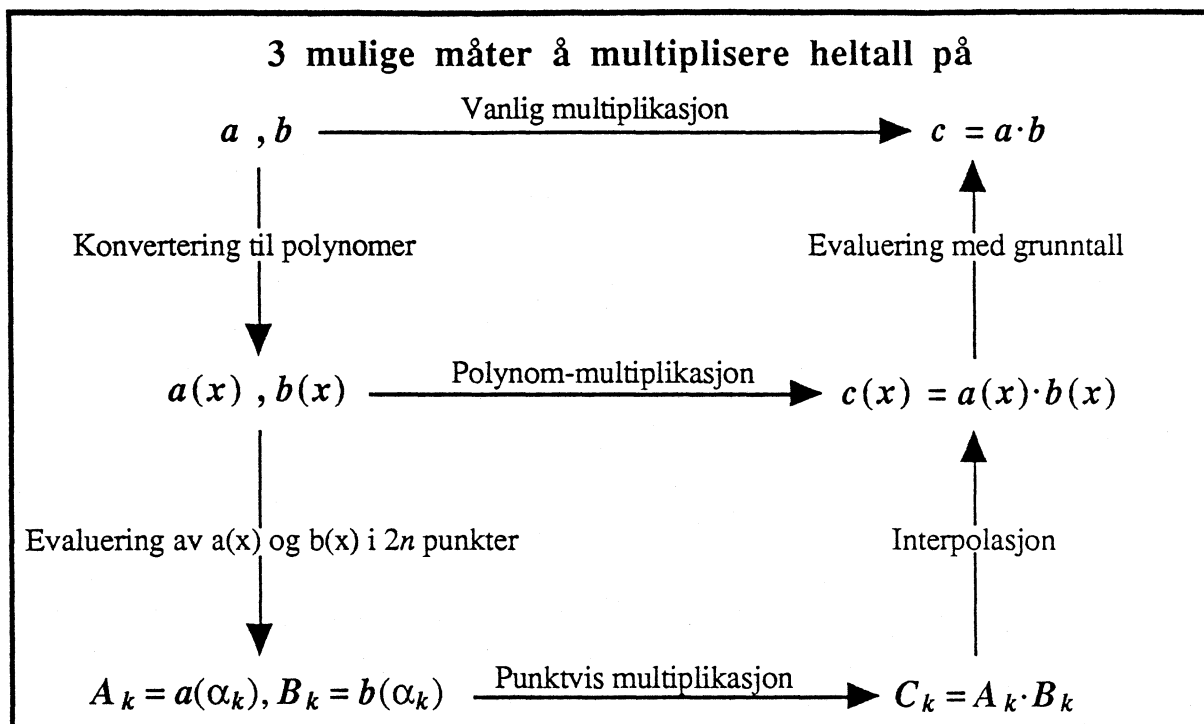 3 mulige måter å multiplisere heltall på
Vanlig multiplikasjon
a , b
c = a·b
Konvertering til polynomer
Evaluering med grunntall
Polynom-multiplikasjon
a(x) , b(x)
c(x) = a(x)·b(x)
Evaluering av a(x) og b(x) i 2n punkter
Interpolasjon
Punktvis multiplikasjon
A_k = a(α_k), B_k = b(α_k)
C_k = A_k·B_k